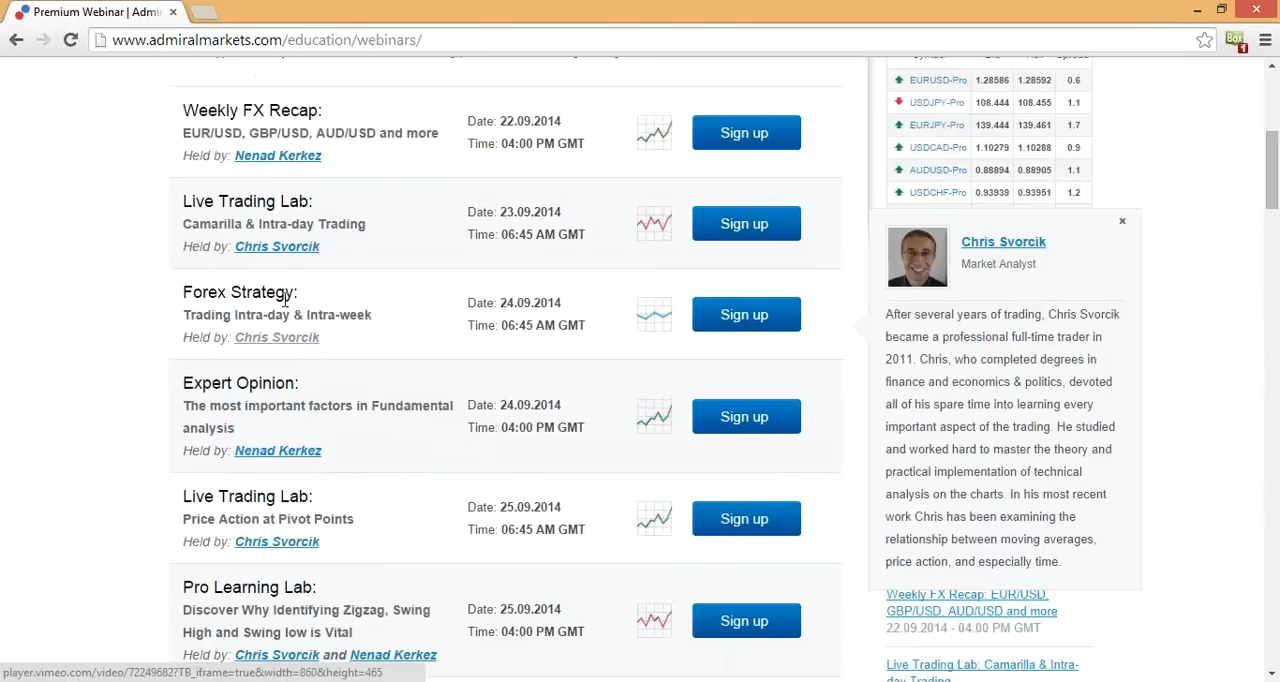 Premium Webinar | Admi
www.admiralmarkets.com/education/webinars/
Box
1
Weekly FX Recap:
EUR/USD, GBP/USD, AUD/USD and more
Held by: Nenad Kerkez
Date: 22.09.2014
Time: 04:00 PM GMT
Sign up
Live Trading Lab:
Camarilla & Intra-day Trading
Held by: Chris Svorcik
Date: 23.09.2014
Time: 06:45 AM GMT
Sign up
Forex Strategy:
Trading Intra-day & Intra-week
Held by: Chris Svorcik
Date: 24.09.2014
Time: 06:45 AM GMT
Sign up
Expert Opinion:
The most important factors in Fundamental
analysis
Held by: Nenad Kerkez
Date: 24.09.2014
Time: 04:00 PM GMT
Sign up
Live Trading Lab:
Price Action at Pivot Points
Held by: Chris Svorcik
Date: 25.09.2014
Time: 06:45 AM GMT
Sign up
Pro Learning Lab:
Discover Why Identifying Zigzag, Swing
High and Swing low is Vital
Held by: Chris Svorcik and Nenad Kerkez
Date: 25.09.2014
Time: 04:00 PM GMT
Sign up
EURUSD-Pro 1.28586 1.28592 0.6
USDJPY-Pro 108.444 108.455 1.1
EURJPY-Pro 139.444 139.461 1.7
USDCAD-Pro 1.10279 1.10288 0.9
AUDUSD-Pro 0.88894 0.88905 1.1
USDCHF-Pro 0.93939 0.93951 1.2
Chris Svorcik
Market Analyst
After several years of trading, Chris Svorcik
became a professional full-time trader in
2011. Chris, who completed degrees in
finance and economics & politics, devoted
all of his spare time into learning every
important aspect of the trading. He studied
and worked hard to master the theory and
practical implementation of technical
analysis on the charts. In his most recent
work Chris has been examining the
relationship between moving averages,
price action, and especially time.
Weekly FX Recap: EUR/USD,
GBP/USD, AUD/USD and more
22.09.2014 - 04:00 PM GMT
Live Trading Lab: Camarilla & Intra-
day Trading
player.vimeo.com/video/72249682?TB_iframe=true&width=860&height=465